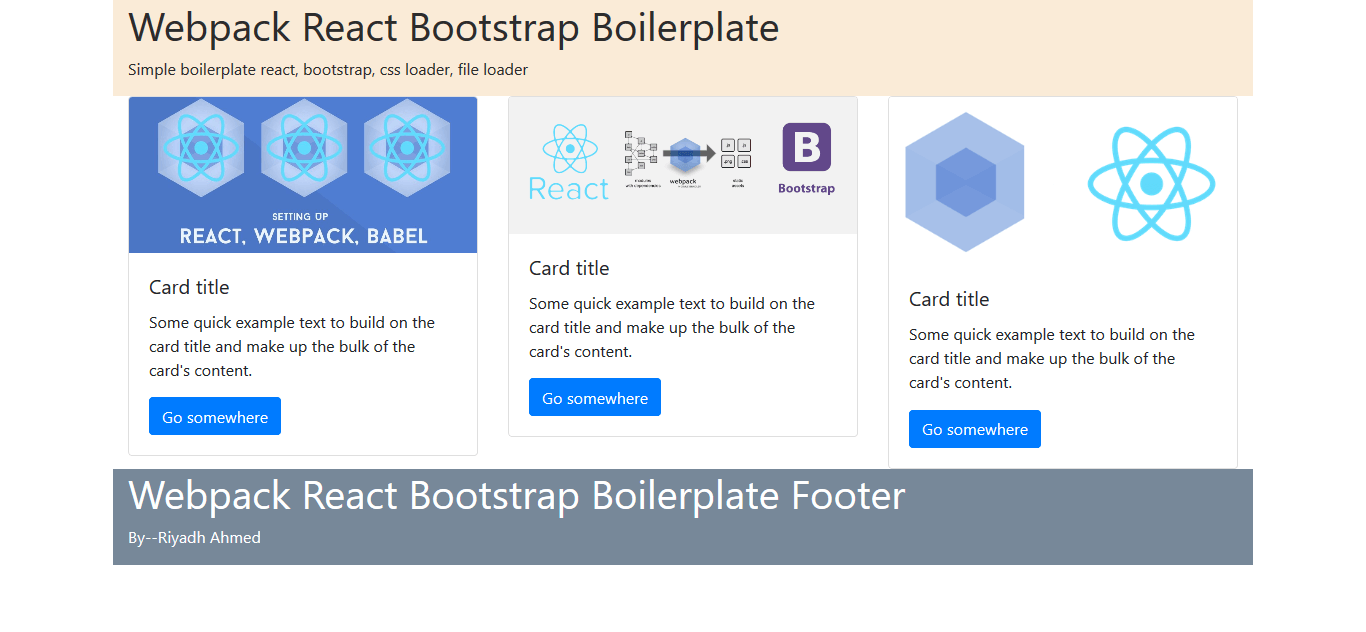 Webpack React Bootstrap Boilerplate
Simple boilerplate react, bootstrap, css loader, file loader
SETTING UP
REACT, WEBPACK, BABEL
Card title
Some quick example text to build on the
card title and make up the bulk of the
card's content.
Go somewhere
React
modules
with dependencies
webpack
static
assets
B
Bootstrap
Card title
Some quick example text to build on the
card title and make up the bulk of the
card's content.
Go somewhere
Card title
Some quick example text to build on the
card title and make up the bulk of the
card's content.
Go somewhere
Webpack React Bootstrap Boilerplate Footer
By--Riyadh Ahmed